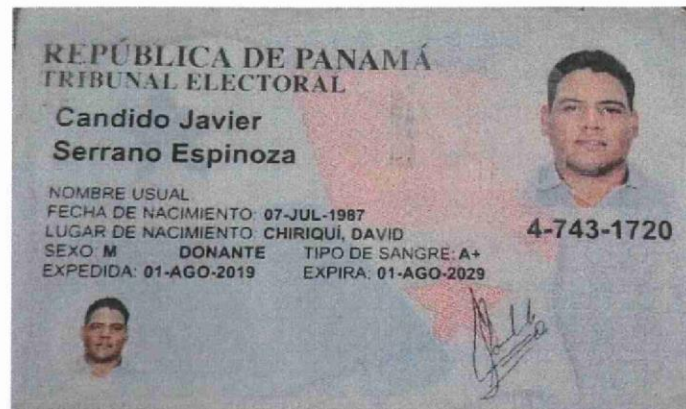 REPÚBLICA DE PANAMÁ
TRIBUNAL ELECTORAL
Candido Javier
Serrano Espinoza
NOMBRE USUAL
FECHA DE NACIMIENTO: 07-JUL-1987
LUGAR DE NACIMIENTO: CHIRIQUÍ, DAVID
SEXO: M DONANTE TIPO DE SANGRE: A+
EXPEDIDA: 01-AGO-2019 EXPIRA: 01-AGO-2029
4-743-1720